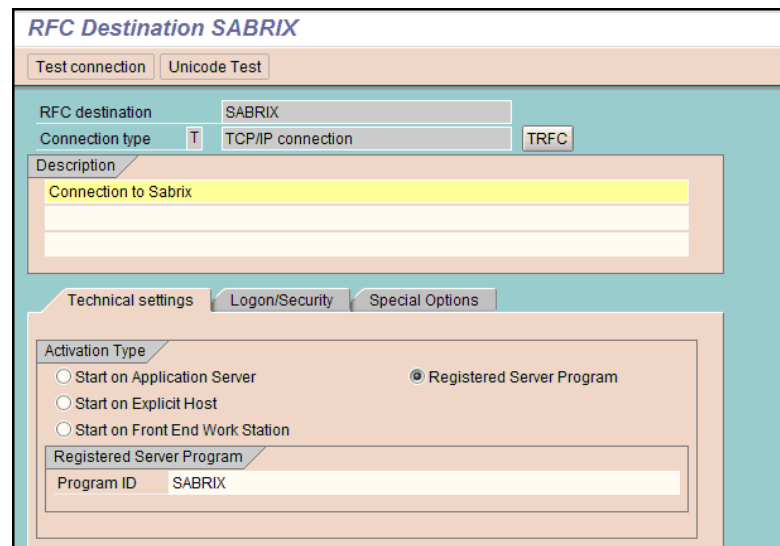 RFC Destination SABRIX
Test connection Unicode Test
RFC destination SABRIX
Connection type T TCP/IP connection TRFC
Description
Connection to Sabrix
Technical settings Logon/Security Special Options
Activation Type
Start on Application Server Registered Server Program
Start on Explicit Host
Start on Front End Work Station
Registered Server Program
Program ID SABRIX